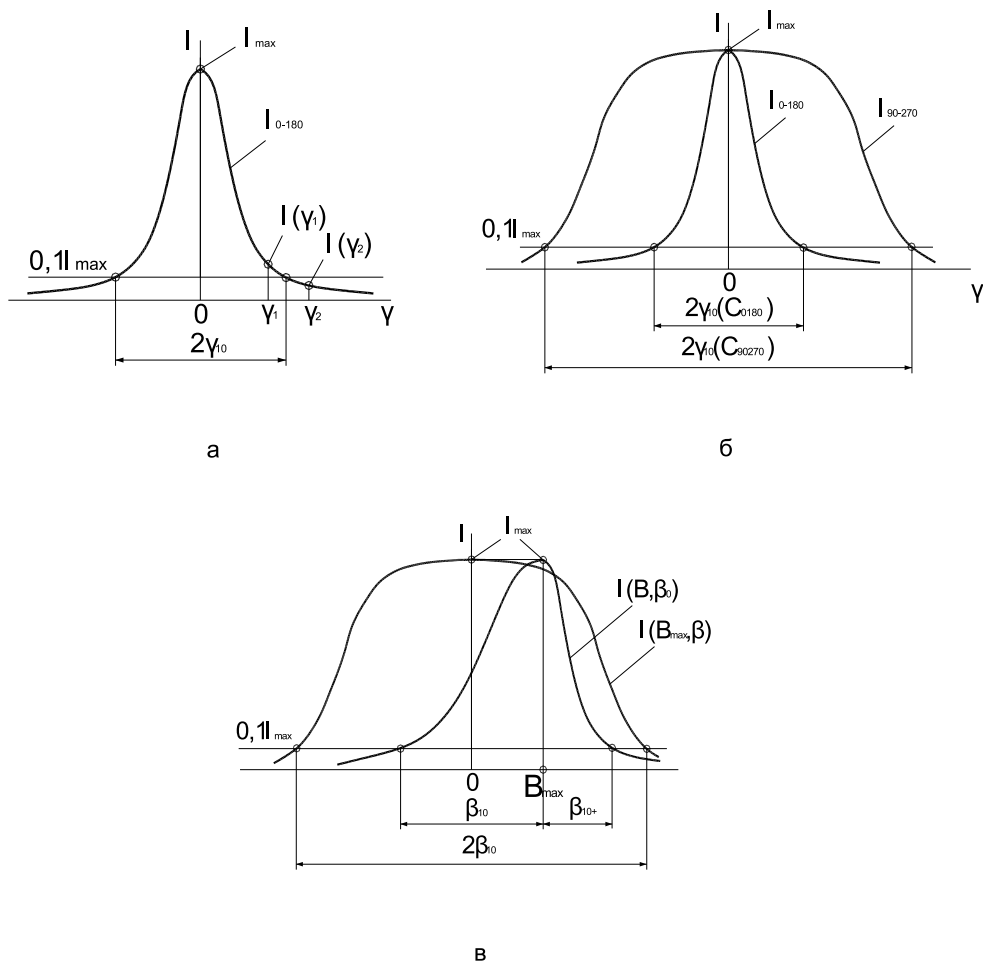 I
I max
I 0-180
I (γ₁)
I (γ₂)
0,1I max
0
γ₁
γ₂
γ
2γ₁₀
а
I
I max
I 0-180
I 90-270
0,1I max
0
γ
2γ₁₀(C0180)
2γ₁₀(C90270)
б
I
I max
I (B,β₀)
I (Bmax,β)
0,1I max
0
Bmax
β₁₀
β₁₀₊
2β₁₀
в